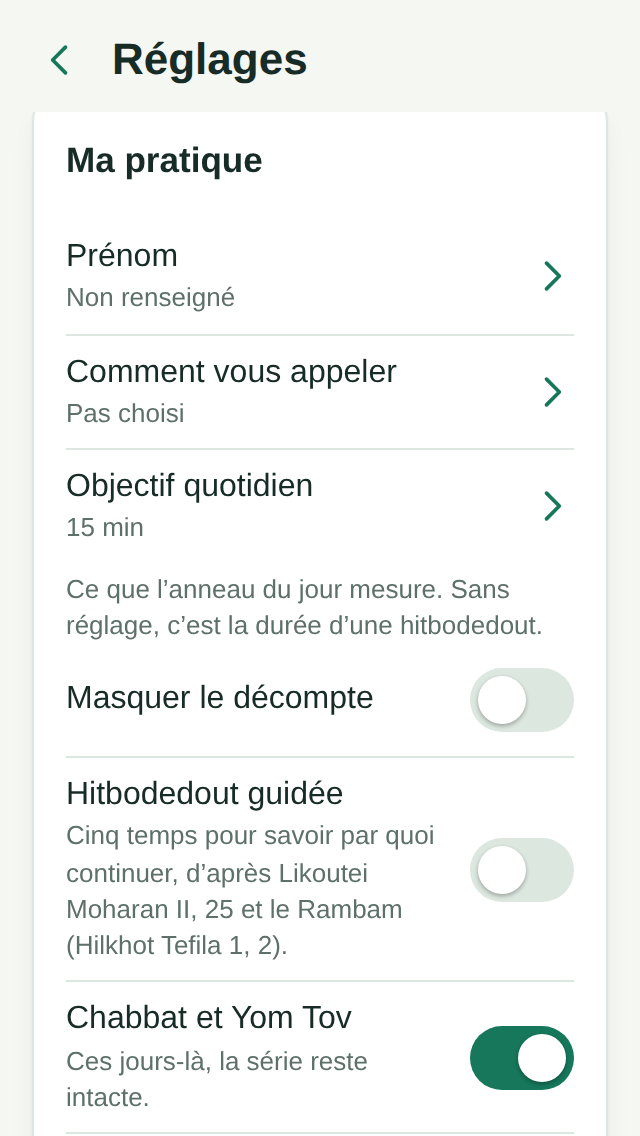 Réglages
Ma pratique
Prénom
Non renseigné
Comment vous appeler
Pas choisi
Objectif quotidien
15 min
Ce que l’anneau du jour mesure. Sans
réglage, c’est la durée d’une hitbodedout.
Masquer le décompte
Hitbodedout guidée
Cinq temps pour savoir par quoi
continuer, d’après Likoutei
Moharan II, 25 et le Rambam
(Hilkhot Tefila 1, 2).
Chabbat et Yom Tov
Ces jours-là, la série reste
intacte.